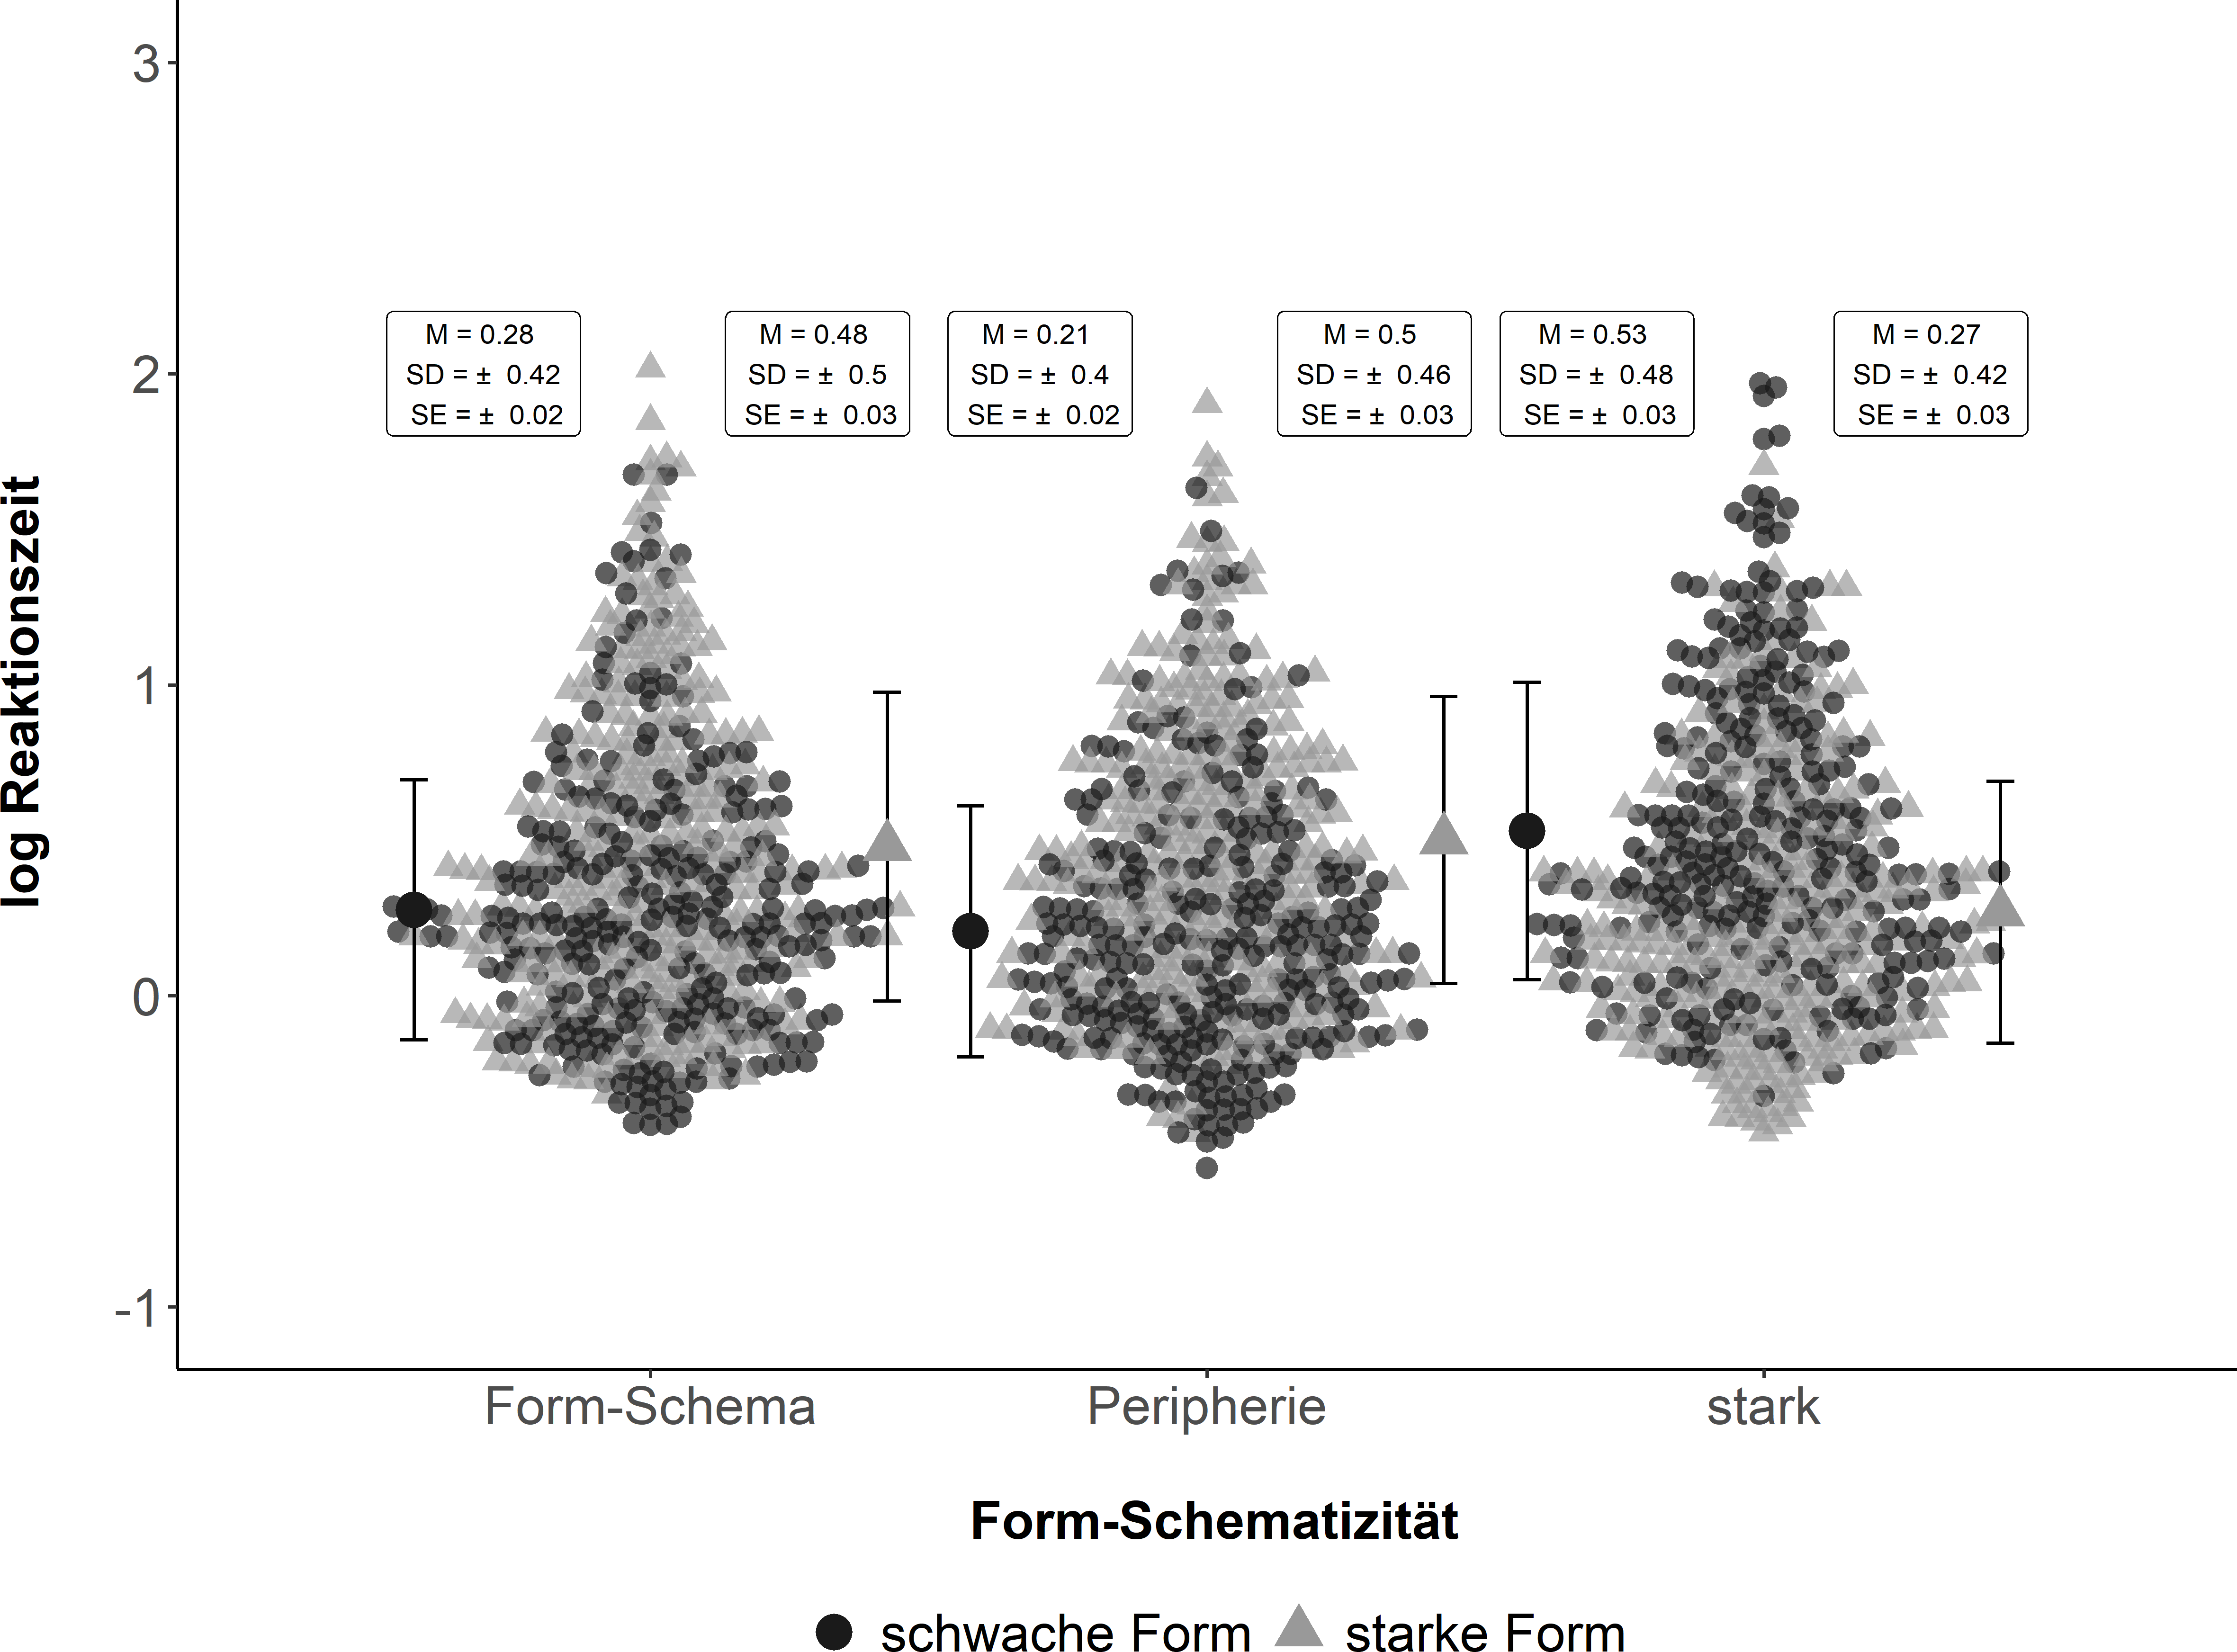 3
2
1
0
-1
log Reaktionszeit
M = 0.28
SD = ± 0.42
SE = ± 0.02
M = 0.48
SD = ± 0.5
SE = ± 0.03
M = 0.21
SD = ± 0.4
SE = ± 0.02
M = 0.5
SD = ± 0.46
SE = ± 0.03
M = 0.53
SD = ± 0.48
SE = ± 0.03
M = 0.27
SD = ± 0.42
SE = ± 0.03
Form-Schema
Peripherie
stark
Form-Schematizität
schwache Form
starke Form